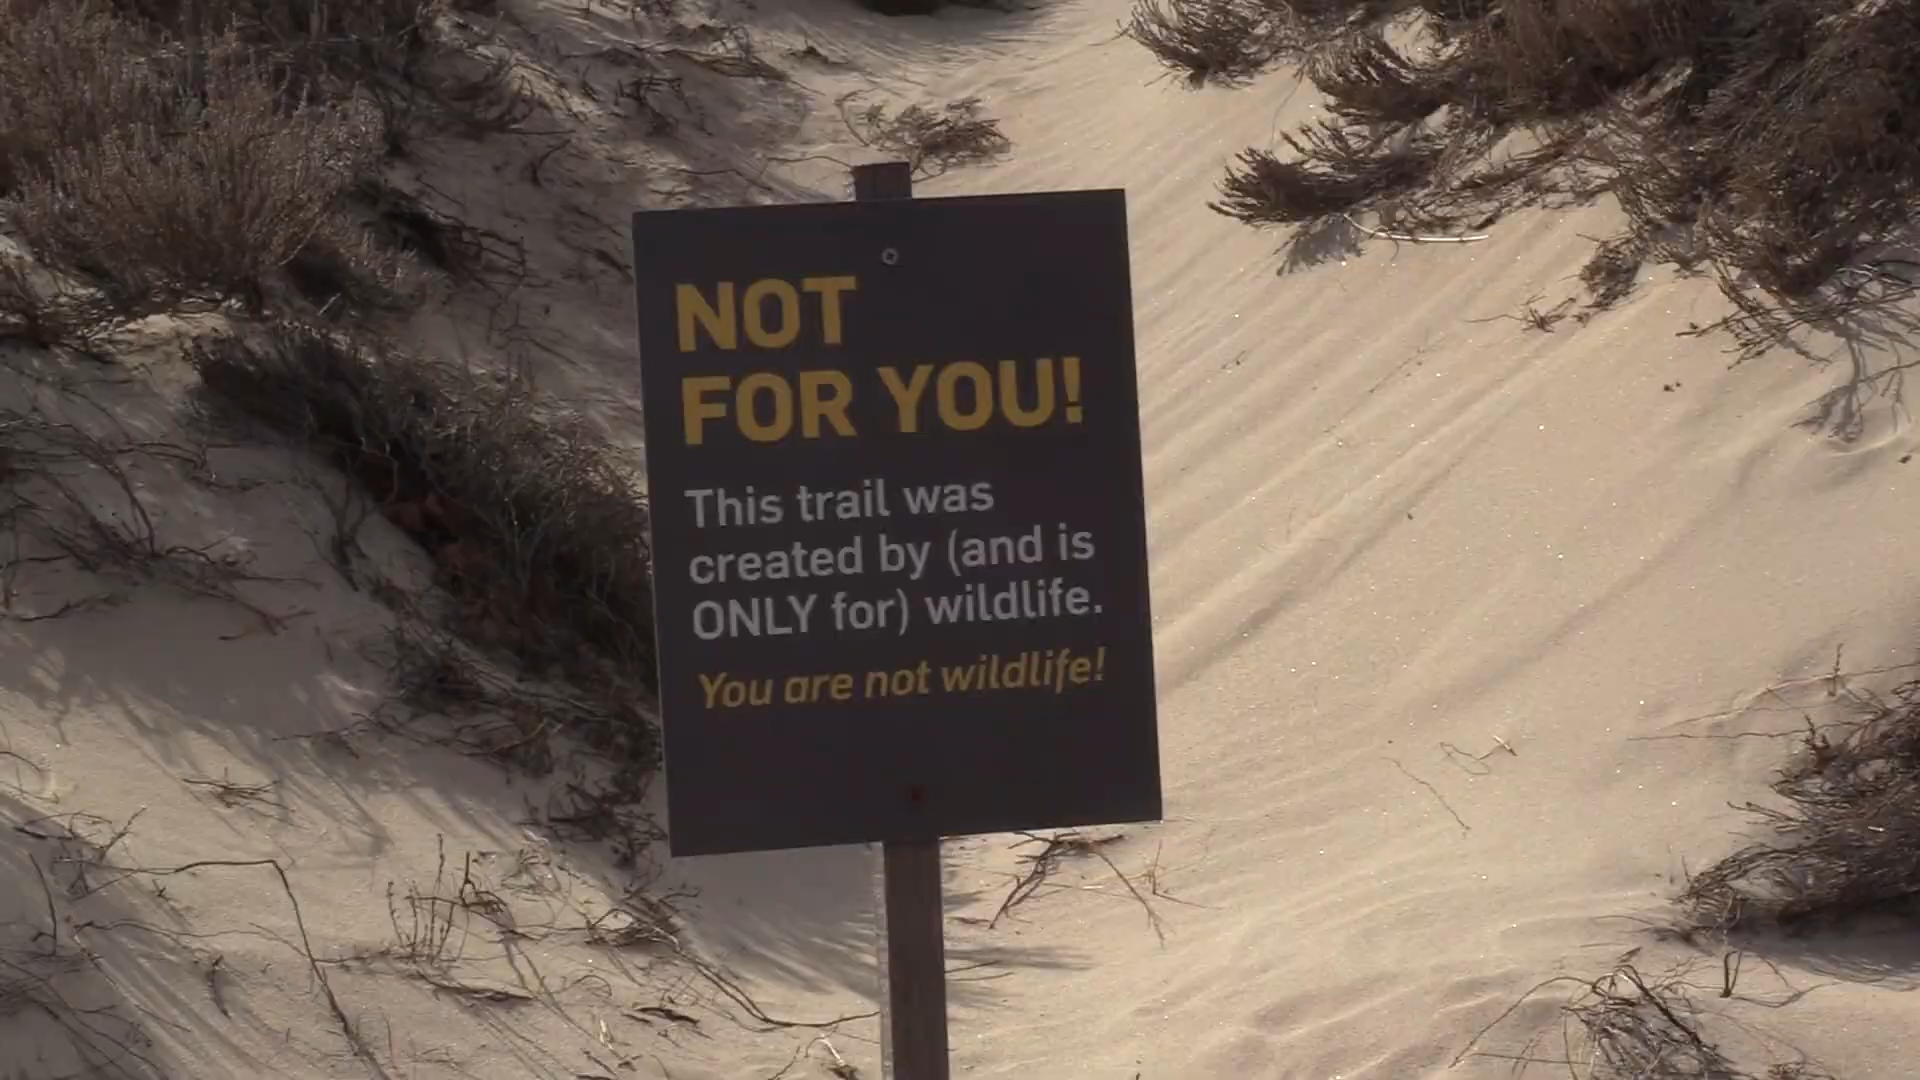 NOT
FOR YOU!
This trail was
created by (and is
ONLY for) wildlife.
You are not wildlife!